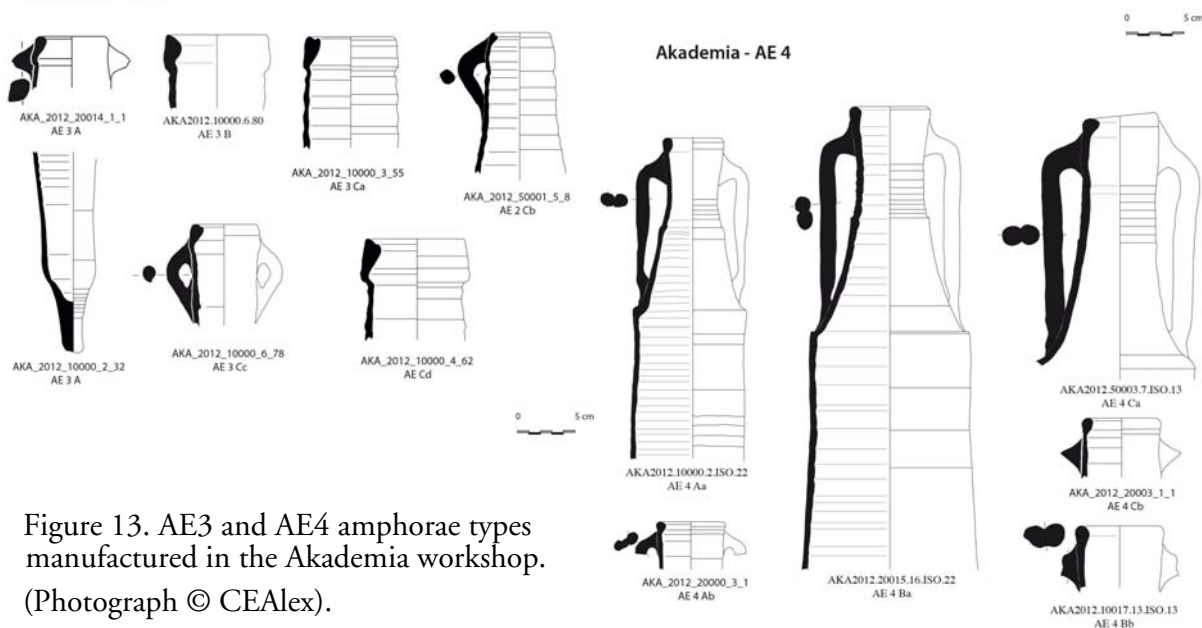 AKA_2012_20014_1_1
AE 3 A
AKA2012.10000.6.80
AE 3 B
AKA_2012_10000_3_55
AE 3 Ca
AKA_2012_50001_5_8
AE 2 Cb
AKA_2012_10000_2_32
AE 3 A
AKA_2012_10000_6_78
AE 3 Cc
AKA_2012_10000_4_62
AE Cd
0 5 cm
Akademia - AE 4
0 5 cm
AKA2012.10000.2.ISO.22
AE 4 Aa
AKA_2012_20000_3_1
AE 4 Ab
AKA2012.20015.16.ISO.22
AE 4 Ba
AKA2012.50003.7.ISO.13
AE 4 Ca
AKA_2012_20003_1_1
AE 4 Cb
AKA2012.10017.13.ISO.13
AE 4 Bb
Figure 13. AE3 and AE4 amphorae types
manufactured in the Akademia workshop.
(Photograph © CEAlex).